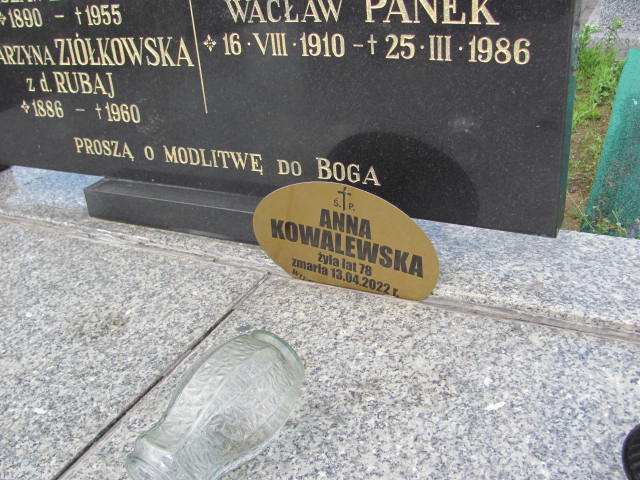 1890 – †1955
ARZYNA ZIÓŁKOWSKA
z d. RUBAJ
1886 – †1960
WACŁAW PANEK
16·VIII·1910 – †25·III·1986
PROSZĄ O MODLITWĘ DO BOGA
Ś. P.
ANNA
KOWALEWSKA
żyła lat 78
zmarła 13.04.2022 r.